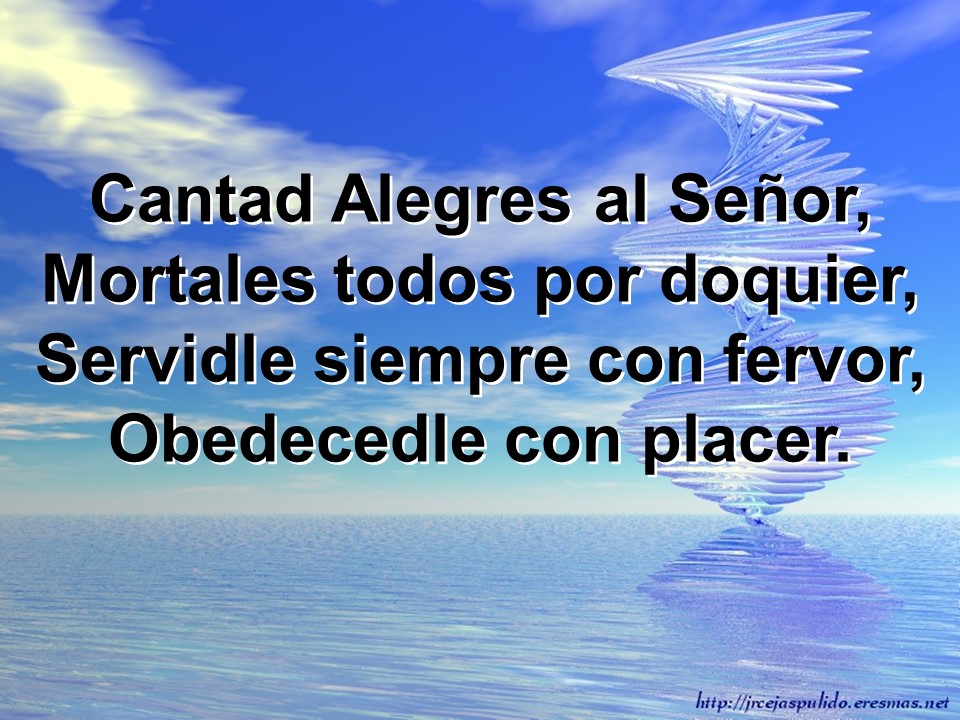 Cantad Alegres al Señor,
Mortales todos por doquier,
Servidle siempre con fervor,
Obedecedle con placer.
http://jrcejaspulido.eresmas.net